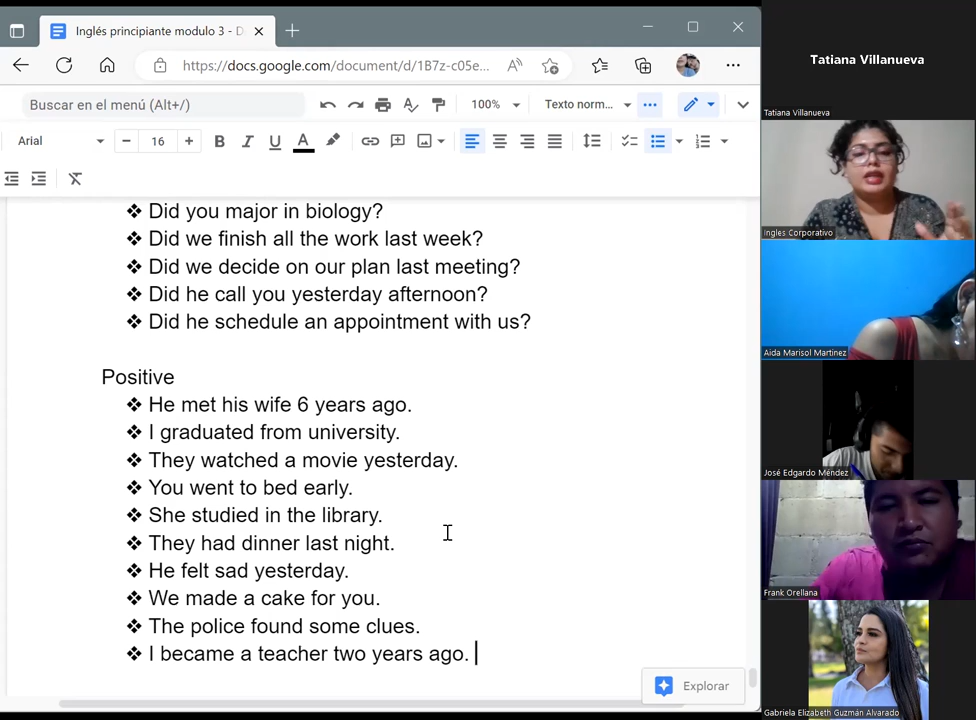 Inglés principiante modulo 3 - D
https://docs.google.com/document/d/1B7z-c05e...
Buscar en el menú (Alt+/)
100%
Texto norm...
Arial
16
Did you major in biology?
Did we finish all the work last week?
Did we decide on our plan last meeting?
Did he call you yesterday afternoon?
Did he schedule an appointment with us?
Positive
He met his wife 6 years ago.
I graduated from university.
They watched a movie yesterday.
You went to bed early.
She studied in the library.
They had dinner last night.
He felt sad yesterday.
We made a cake for you.
The police found some clues.
I became a teacher two years ago.
Explorar
Tatiana Villanueva
Tatiana Villanueva
Ingles Corporativo
Aida Marisol Martínez
José Edgardo Méndez
Frank Orellana
Gabriela Elizabeth Guzmán Alvarado